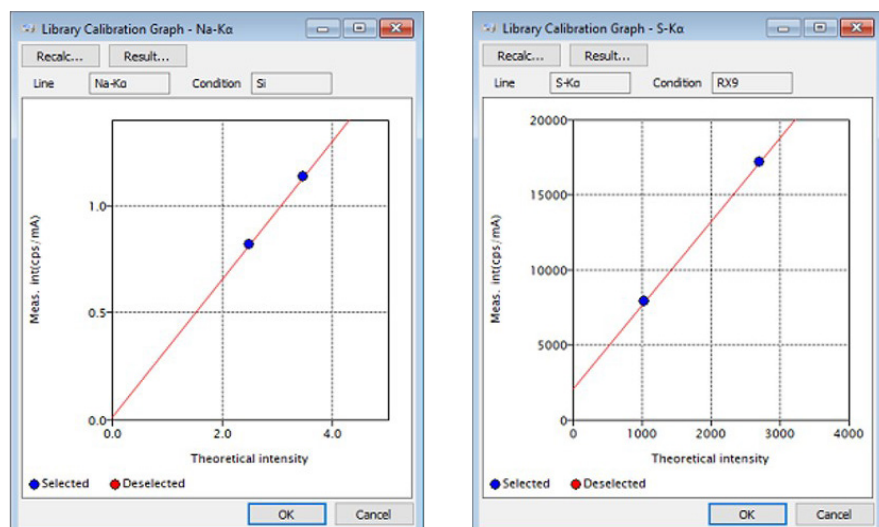 Library Calibration Graph - Na-Kα
Recalc... Result...
Line Na-Kα Condition Si
1.0
0.5
0.0
0.0 2.0 4.0
Meas. int(cps/mA)
Theoretical intensity
Selected Deselected
OK Cancel
Library Calibration Graph - S-Kα
Recalc... Result...
Line S-Kα Condition RX9
20000
15000
10000
5000
0
0 1000 2000 3000 4000
Meas. int(cps/mA)
Theoretical intensity
Selected Deselected
OK Cancel